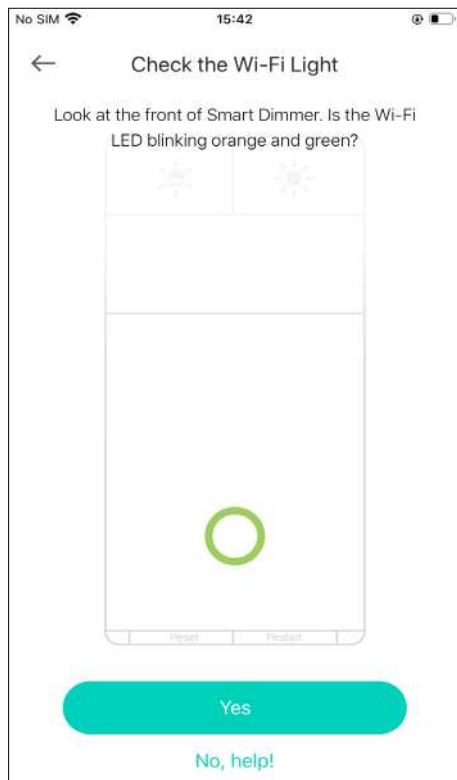 No SIM
15:42
Check the Wi-Fi Light
Look at the front of Smart Dimmer. Is the Wi-Fi
LED blinking orange and green?
Reset
Restart
Yes
No, help!